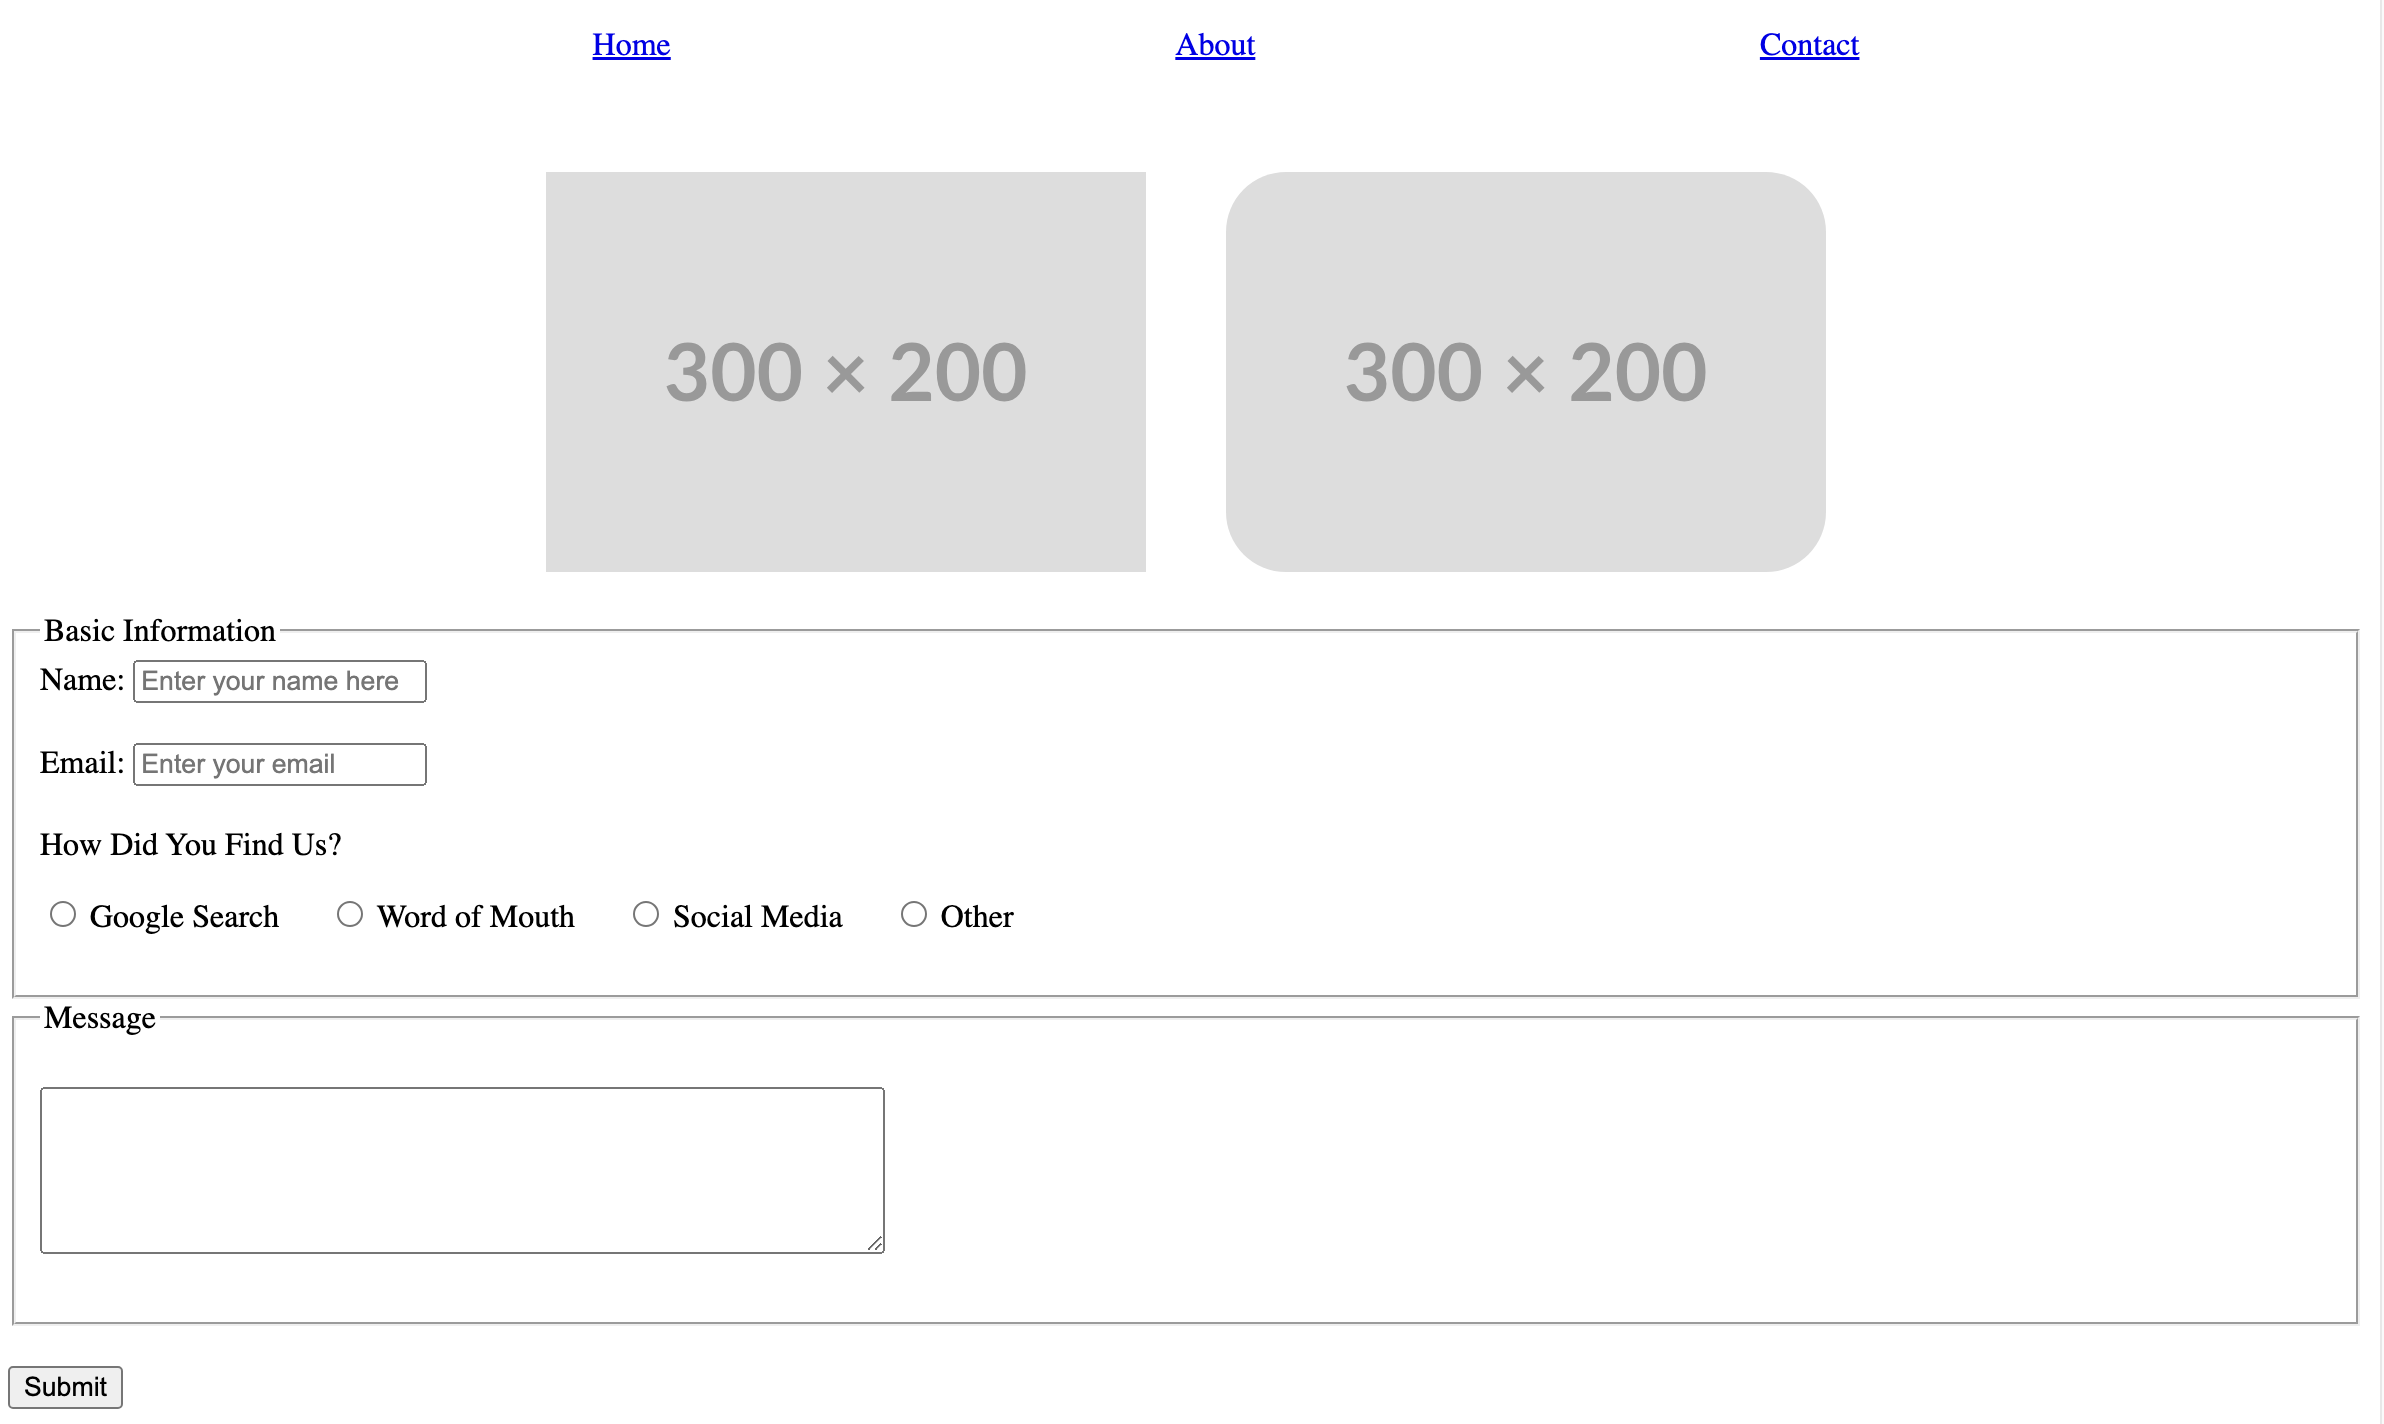 Home About Contact
300 × 200 300 × 200
Basic Information
Name: Enter your name here
Email: Enter your email
How Did You Find Us?
Google Search Word of Mouth Social Media Other
Message
Submit